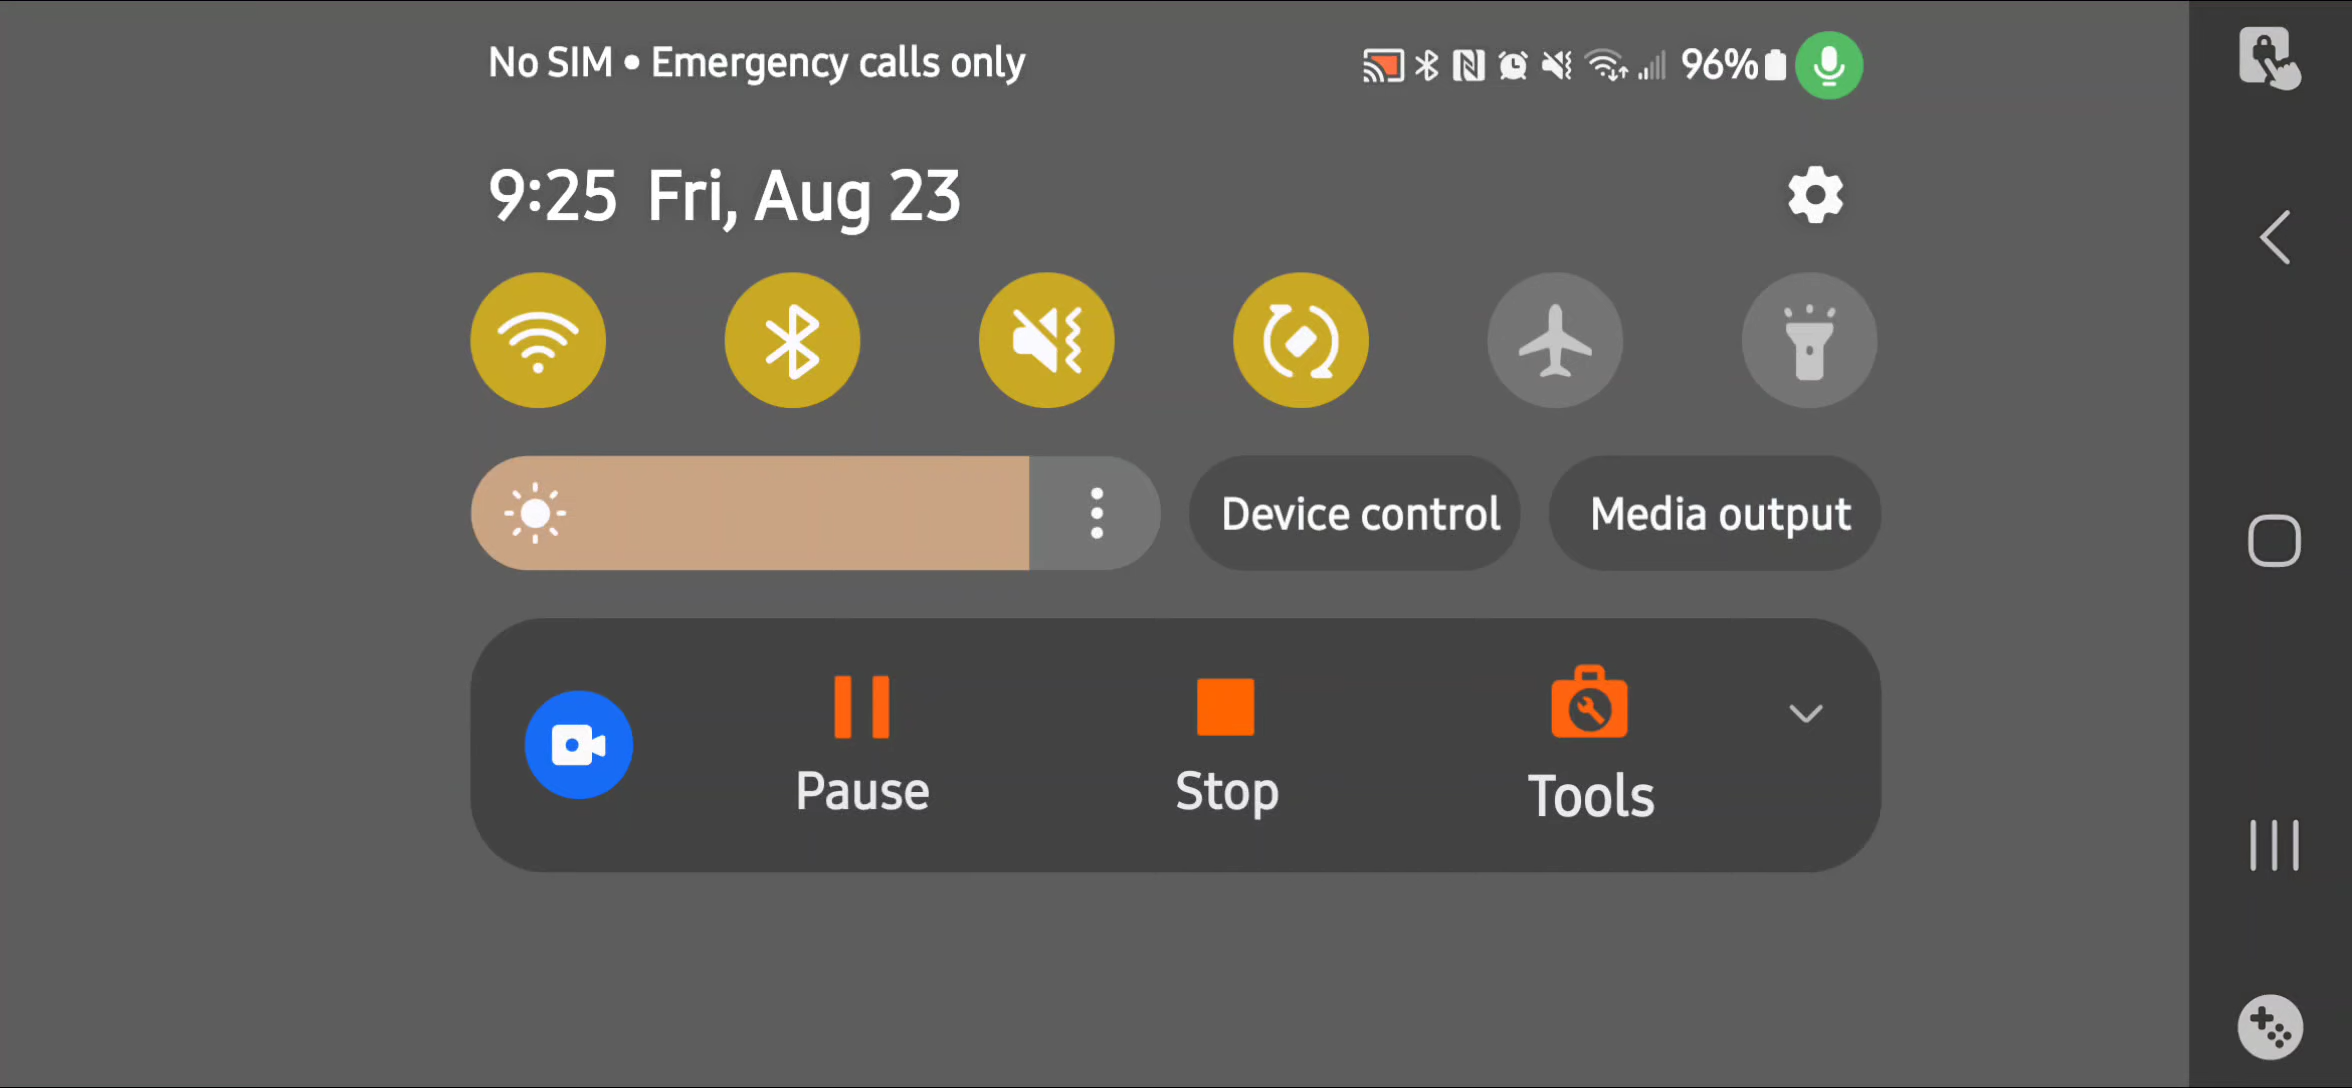 No SIM • Emergency calls only
96%
9:25 Fri, Aug 23
Device control
Media output
Pause
Stop
Tools